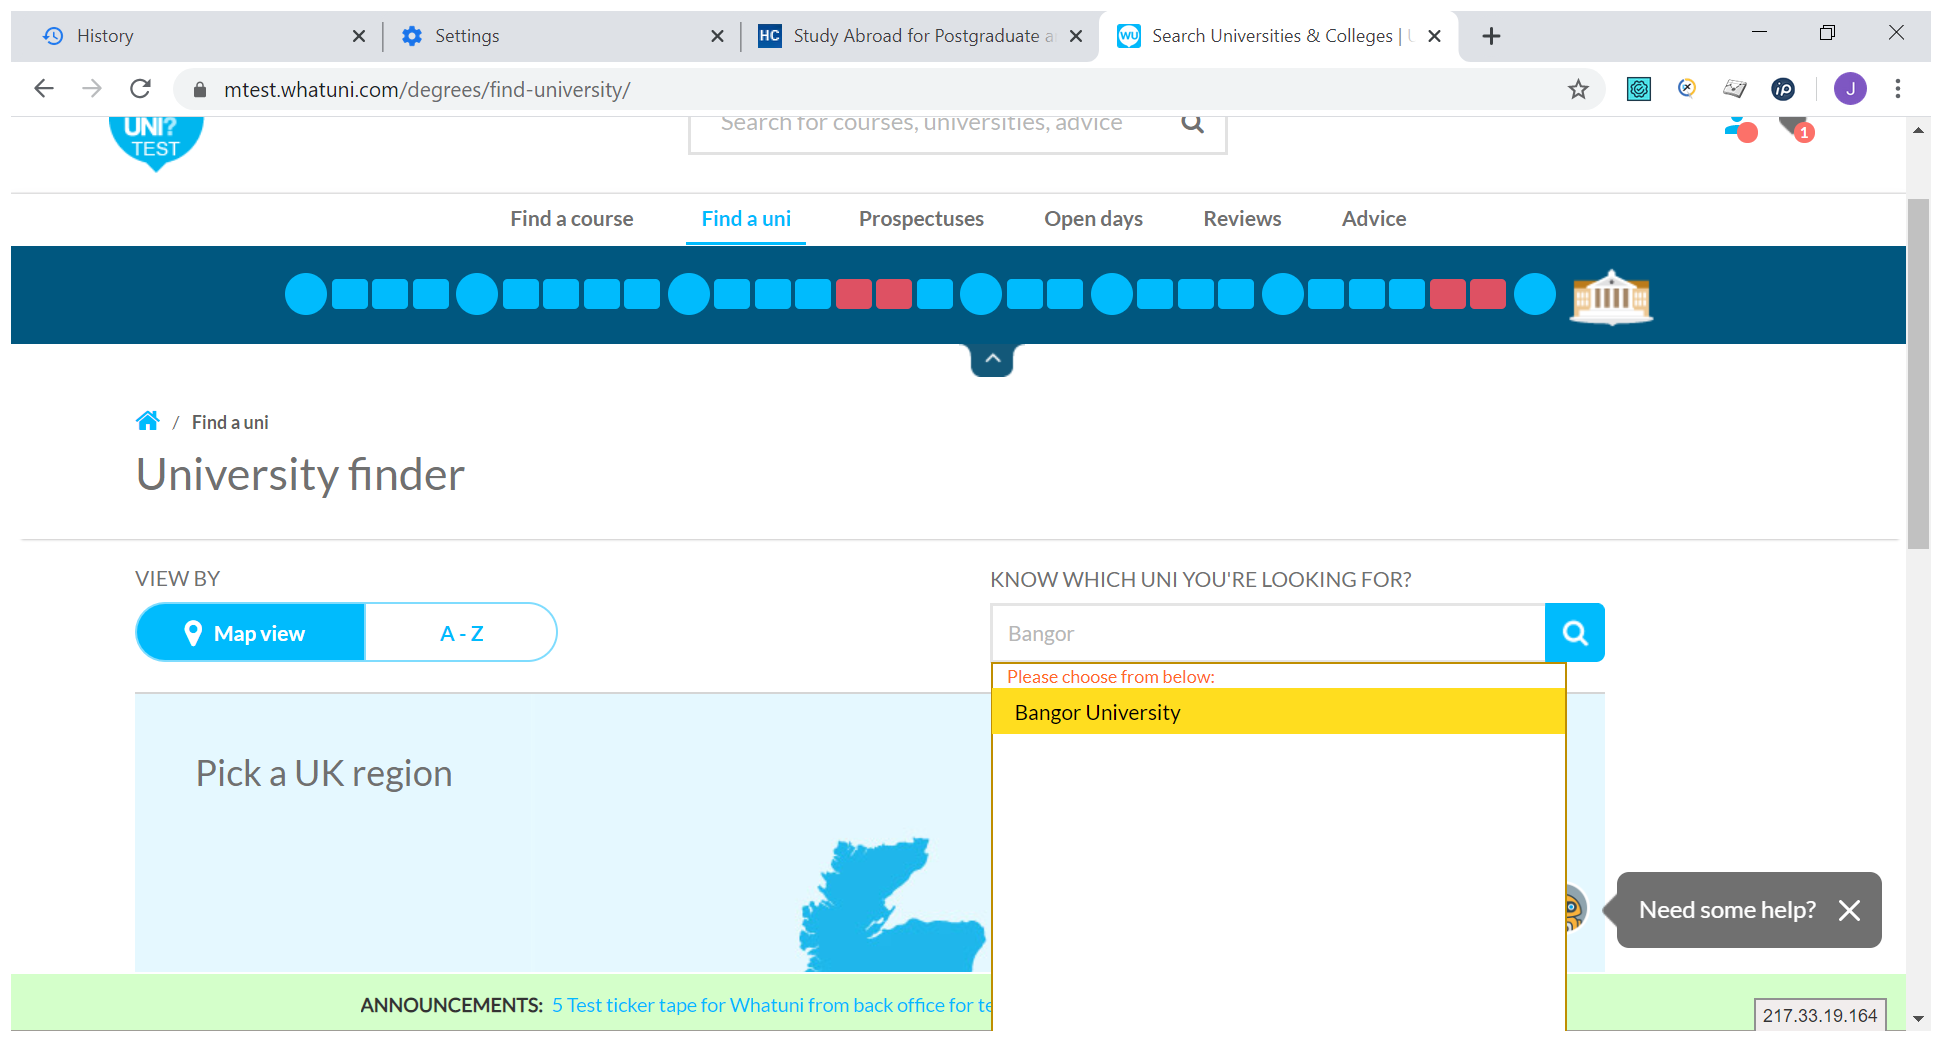 History
Settings
HC
Study Abroad for Postgraduate a
WU
Search Universities & Colleges |
mtest.whatuni.com/degrees/find-university/
iP
J
UNI?
TEST
Search for courses, universities, advice
1
Find a course
Find a uni
Prospectuses
Open days
Reviews
Advice
/ Find a uni
University finder
VIEW BY
KNOW WHICH UNI YOU'RE LOOKING FOR?
Map view
A - Z
Bangor
Please choose from below:
Bangor University
Pick a UK region
Need some help?
ANNOUNCEMENTS: 5 Test ticker tape for Whatuni from back office for te
217.33.19.164